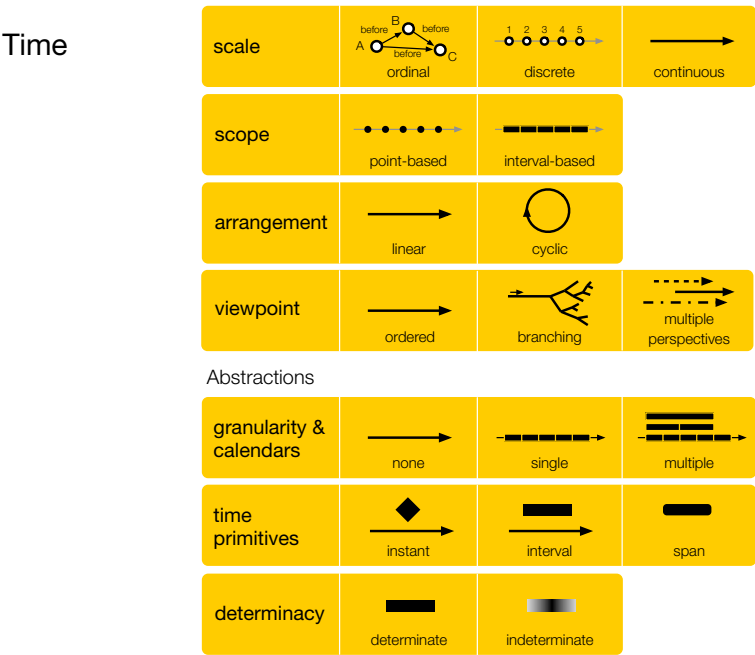 Time
scale
A
before
B
before
before
C
ordinal
1 2 3 4 5
discrete
continuous
scope
point-based
interval-based
arrangement
linear
cyclic
viewpoint
ordered
branching
multiple
perspectives
Abstractions
granularity &
calendars
none
single
multiple
time
primitives
instant
interval
span
determinacy
determinate
indeterminate